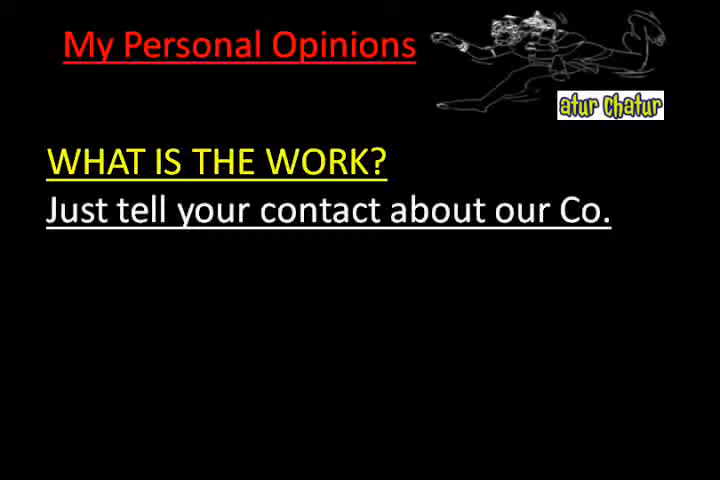 My Personal Opinions
atur chatur
WHAT IS THE WORK?
Just tell your contact about our Co.